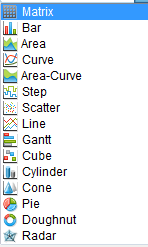 Matrix
Bar
Area
Curve
Area-Curve
Step
Scatter
Line
Gantt
Cube
Cylinder
Cone
Pie
Doughnut
Radar